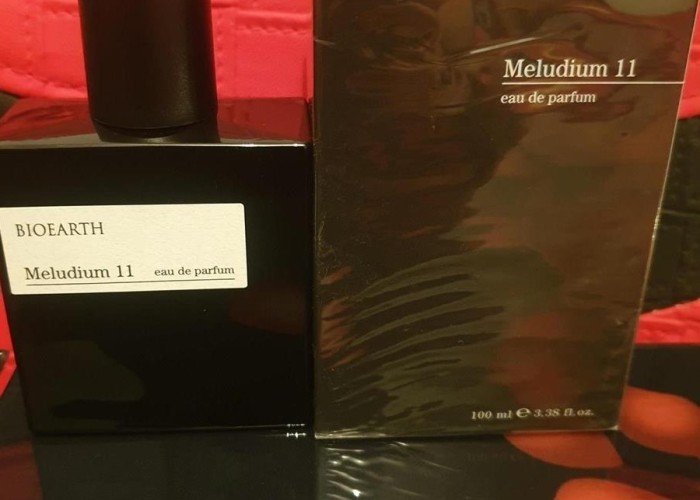 BIOEARTH
Meludium 11 eau de parfum
Meludium 11
eau de parfum
100 ml ℮ 3.38 fl.oz.